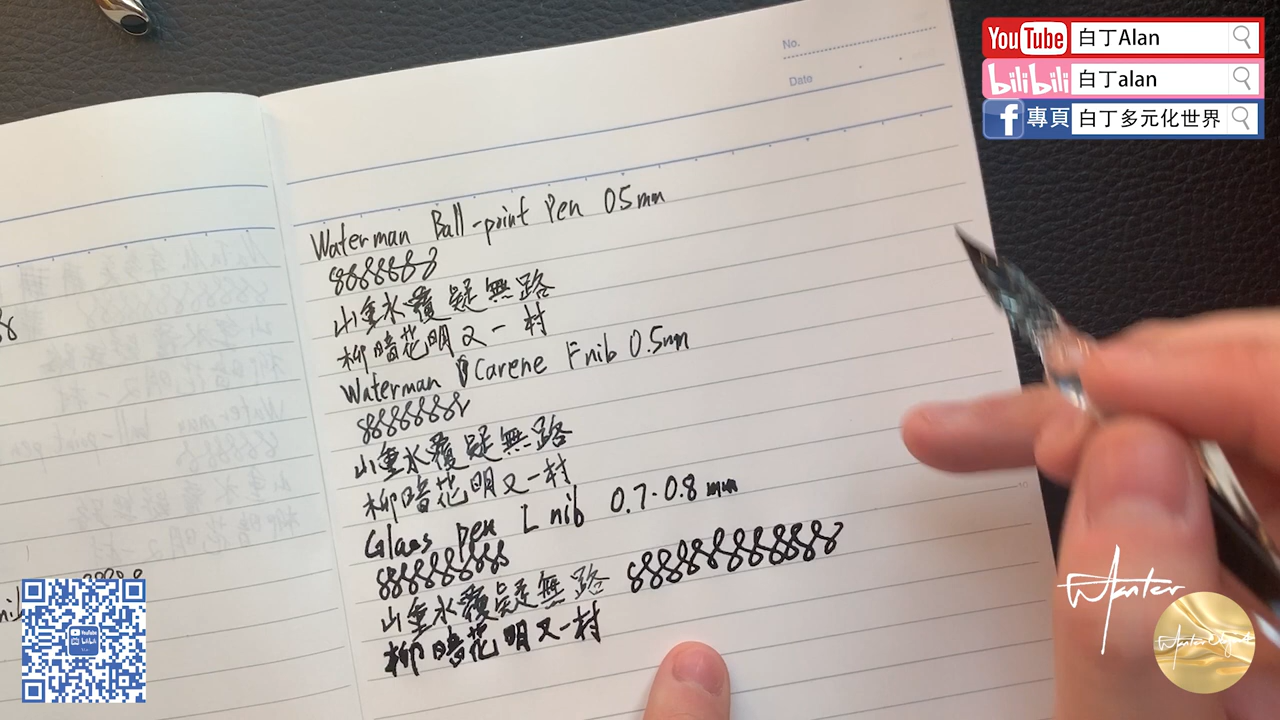 No.
Date
Waterman Ball-point Pen 0.5mm
8888888
山重水覆疑無路
柳暗花明又一村
Waterman Carene F nib 0.5mm
88888888
山重水覆疑無路
柳暗花明又一村
Glass pen L nib 0.7-0.8mm
888888888
山重水覆疑無路 888888888888
柳暗花明又一村
YouTube 白丁Alan
bilibili 白丁alan
f 專頁 白丁多元化世界